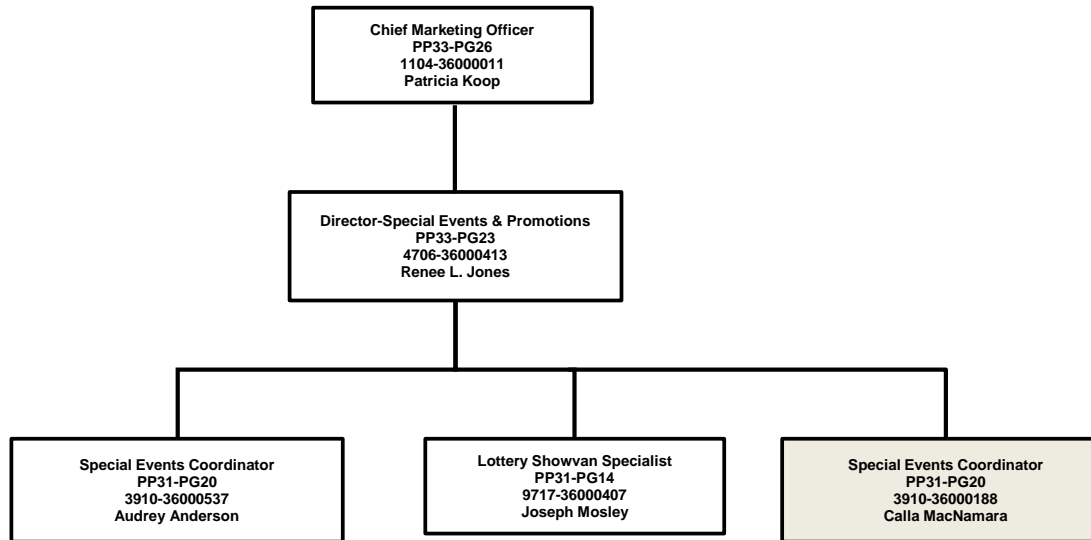 Chief Marketing Officer
PP33-PG26
1104-36000011
Patricia Koop
Director-Special Events & Promotions
PP33-PG23
4706-36000413
Renee L. Jones
Special Events Coordinator
PP31-PG20
3910-36000537
Audrey Anderson
Lottery Showvan Specialist
PP31-PG14
9717-36000407
Joseph Mosley
Special Events Coordinator
PP31-PG20
3910-36000188
Calla MacNamara